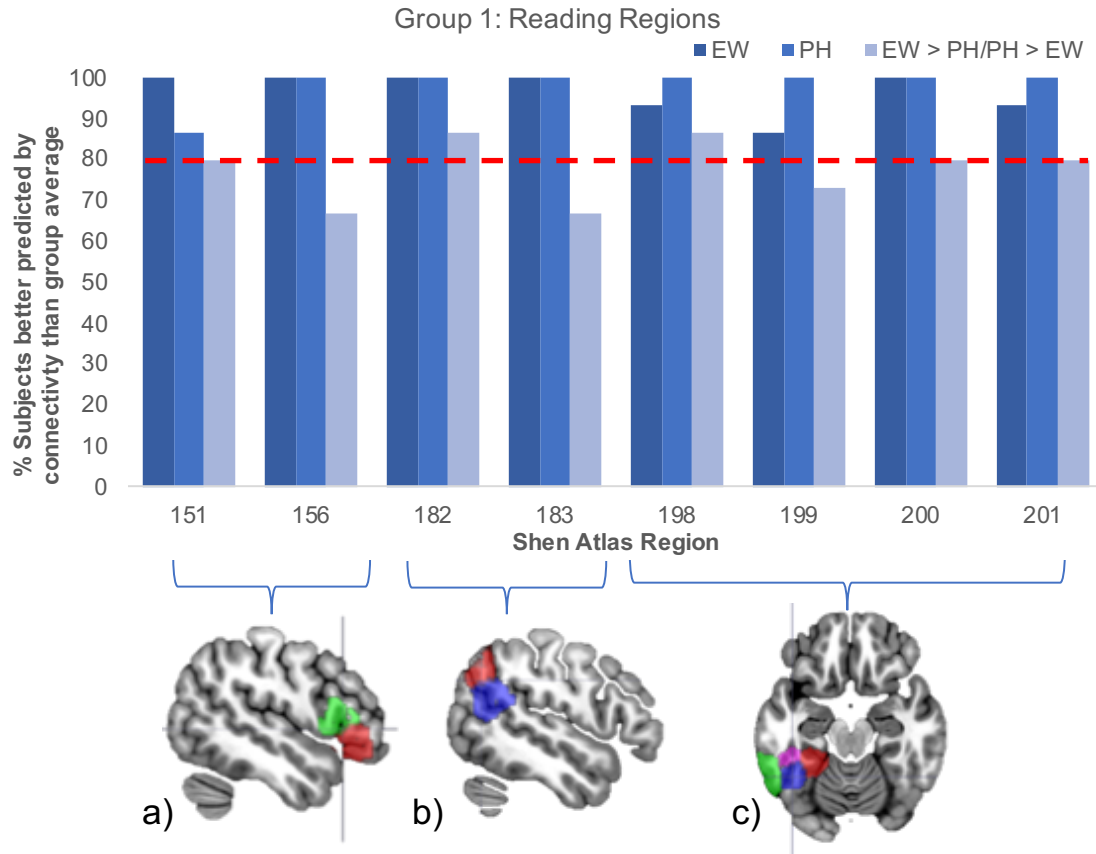 Group 1: Reading Regions
EW PH EW > PH/PH > EW
% Subjects better predicted by
connectivty than group average
100
90
80
70
60
50
40
30
20
10
0
151 156 182 183 198 199 200 201
Shen Atlas Region
a) b) c)